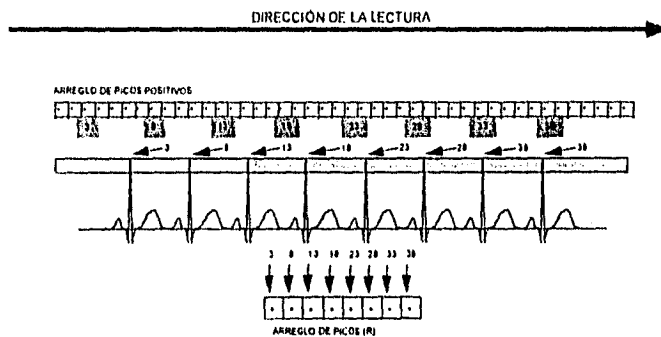 DIRECCIÓN DE LA LECTURA
ARREGLO DE PICOS POSITIVOS
3 8 13 18 23 28 33 38
3 8 13 18 23 28 33 38
ARREGLO DE PICOS (R)